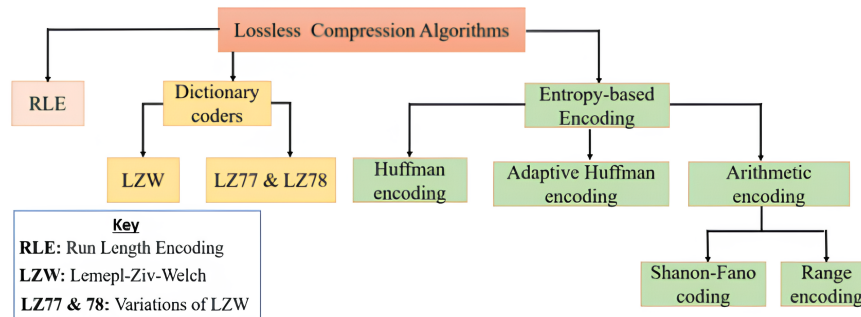 Lossless Compression Algorithms
RLE
Dictionary
coders
Entropy-based
Encoding
LZW
LZ77 & LZ78
Huffman
encoding
Adaptive Huffman
encoding
Arithmetic
encoding
Shanon-Fano
coding
Range
encoding
Key
RLE: Run Length Encoding
LZW: Lemepl-Ziv-Welch
LZ77 & 78: Variations of LZW